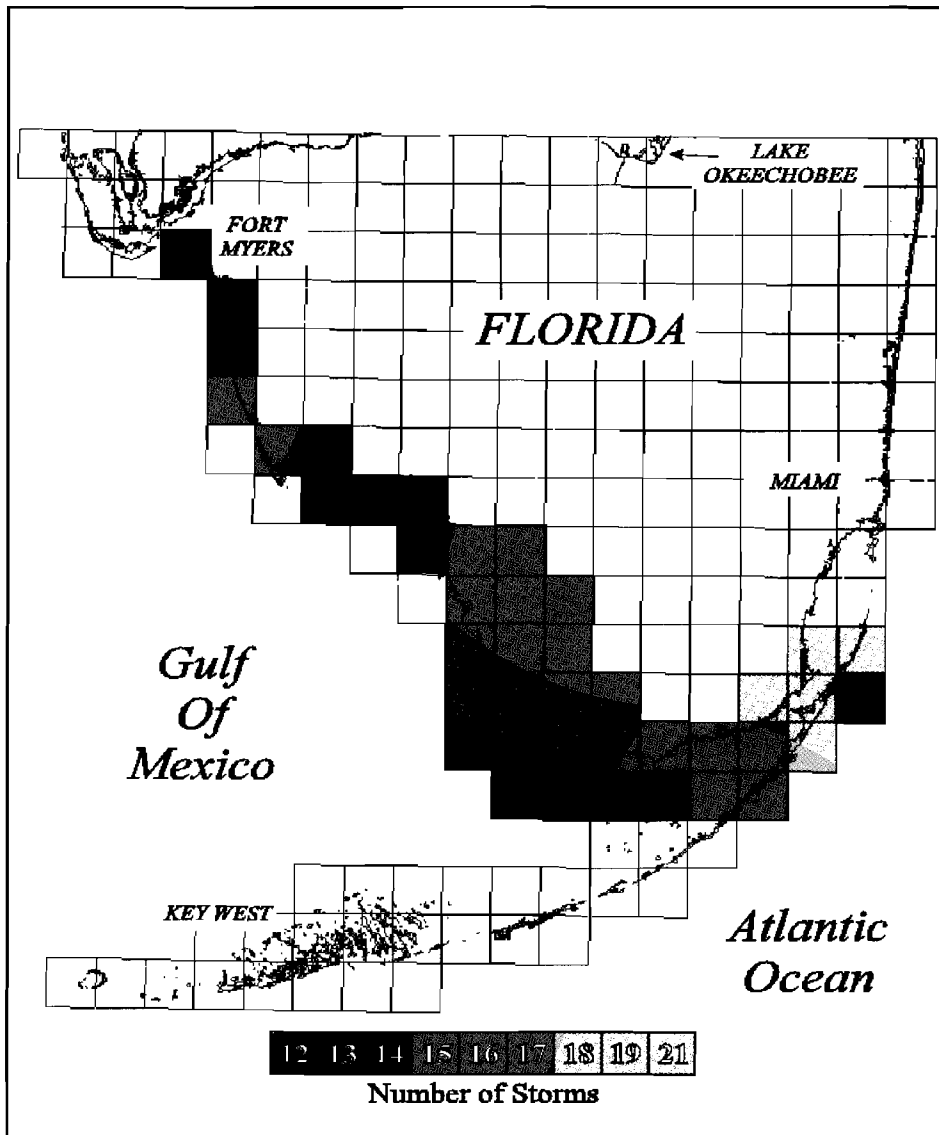 LAKE
OKEECHOBEE
FORT
MYERS
FLORIDA
MIAMI
Gulf
Of
Mexico
KEY WEST
Atlantic
Ocean
12 13 14 15 16 17 18 19 21
Number of Storms